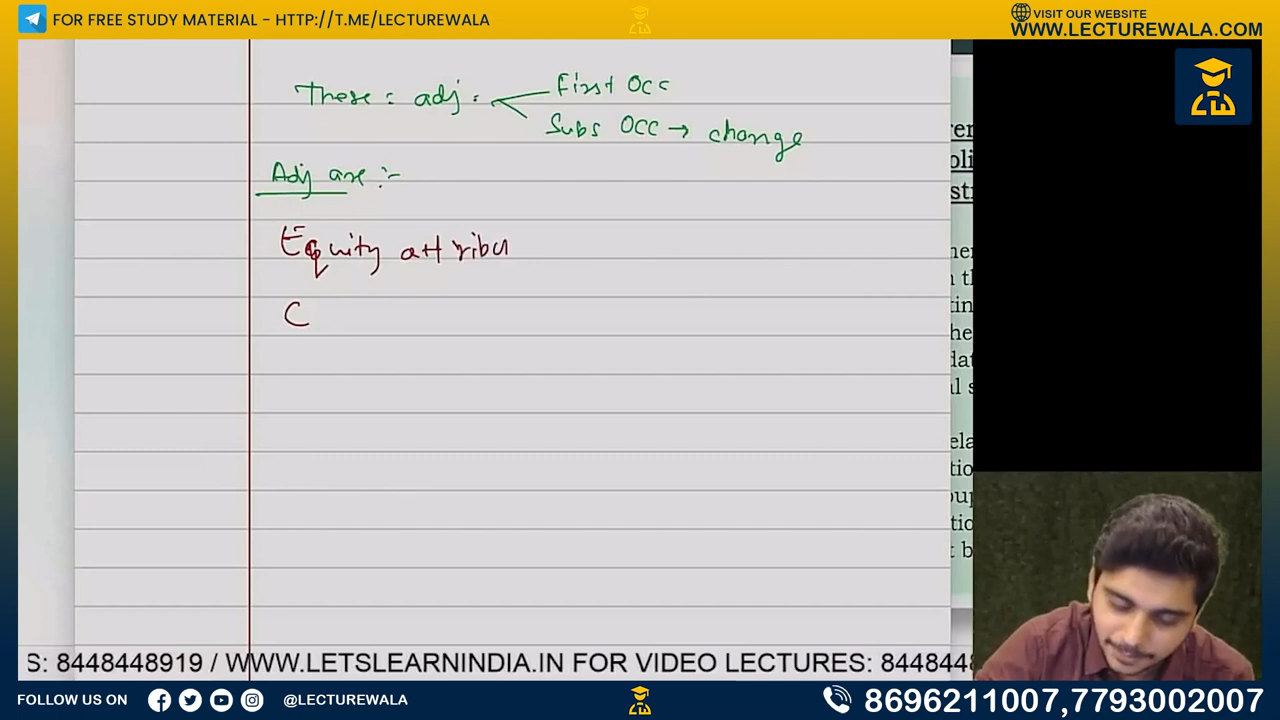 FOR FREE STUDY MATERIAL - HTTP://T.ME/LECTUREWALA
VISIT OUR WEBSITE
WWW.LECTUREWALA.COM
These : adj :
First Occ
Subs Occ → change
Adj are :-
Equity attribu
C
S: 8448448919 / WWW.LETSLEARNINDIA.IN FOR VIDEO LECTURES: 844844
FOLLOW US ON
@LECTUREWALA
8696211007,7793002007